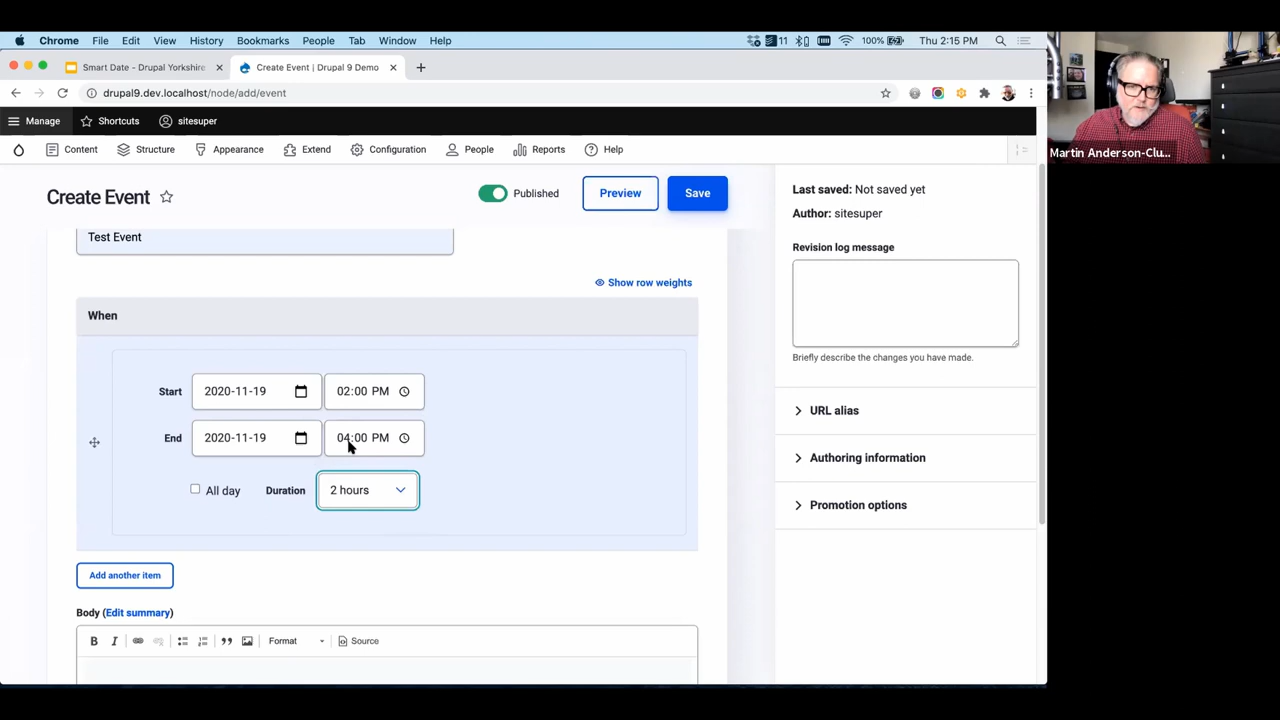 Chrome File Edit View History Bookmarks People Tab Window Help 11 100% Thu 2:15 PM
Smart Date - Drupal Yorkshire Create Event | Drupal 9 Demo
drupal9.dev.localhost/node/add/event
Manage Shortcuts sitesuper
Martin Anderson-Clu...
Content Structure Appearance Extend Configuration People Reports Help
Create Event Published Preview Save
Last saved: Not saved yet
Author: sitesuper
Test Event
Revision log message
Show row weights
When
Briefly describe the changes you have made.
Start 2020-11-19 02:00 PM
URL alias
End 2020-11-19 04:00 PM
Authoring information
All day Duration 2 hours
Promotion options
Add another item
Body (Edit summary)
B I Format Source